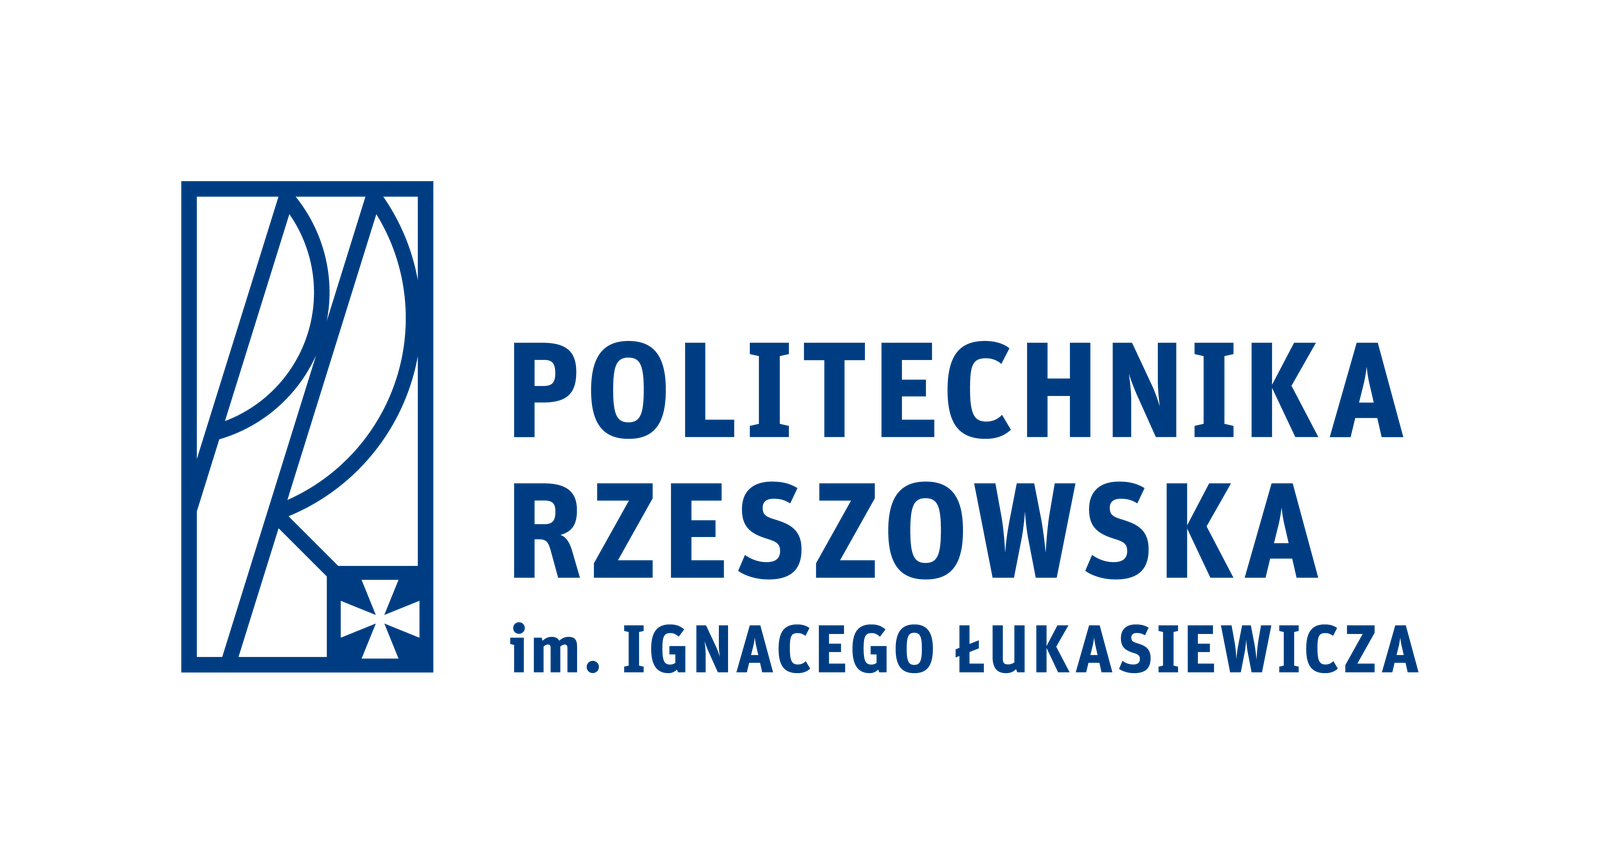 POLITECHNIKA
RZESZOWSKA
im. IGNACEGO ŁUKASIEWICZA